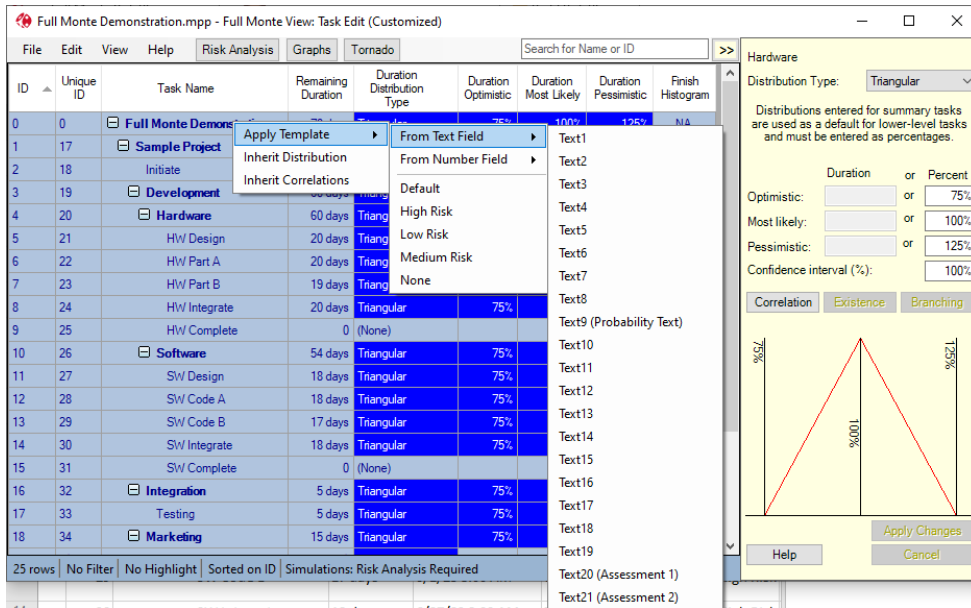 Full Monte Demonstration.mpp - Full Monte View: Task Edit (Customized)
File Edit View Help Risk Analysis Graphs Tornado Search for Name or ID >>
ID Unique ID Task Name Remaining Duration Duration Distribution Type Duration Optimistic Duration Most Likely Duration Pessimistic Finish Histogram
0 0 Full Monte 75% 100% 125% NA
1 17 Sample Project
2 18 Initiate
3 19 Development
4 20 Hardware 60 days
5 21 HW Design 20 days
6 22 HW Part A 20 days
7 23 HW Part B 19 days
8 24 HW Integrate 20 days Triangular 75%
9 25 HW Complete 0 (None)
10 26 Software 54 days Triangular 75%
11 27 SW Design 18 days Triangular 75%
12 28 SW Code A 18 days Triangular 75%
13 29 SW Code B 17 days Triangular 75%
14 30 SW Integrate 18 days Triangular 75%
15 31 SW Complete 0 (None)
16 32 Integration 5 days Triangular 75%
17 33 Testing 5 days Triangular 75%
18 34 Marketing 15 days Triangular 75%
25 rows No Filter No Highlight Sorted on ID Simulations: Risk Analysis Required
Apply Template
Inherit Distribution
Inherit Correlations
From Text Field
From Number Field
Default
High Risk
Low Risk
Medium Risk
None
Text1
Text2
Text3
Text4
Text5
Text6
Text7
Text8
Text9 (Probability Text)
Text10
Text11
Text12
Text13
Text14
Text15
Text16
Text17
Text18
Text19
Text20 (Assessment 1)
Text21 (Assessment 2)
Hardware
Distribution Type: Triangular
Distributions entered for summary tasks
are used as a default for lower-level tasks
and must be entered as percentages.
Duration or Percent
Optimistic: or 75%
Most likely: or 100%
Pessimistic: or 125%
Confidence interval (%): 100%
Correlation Existence Branching
75% 125%
100%
Apply Changes
Help Cancel